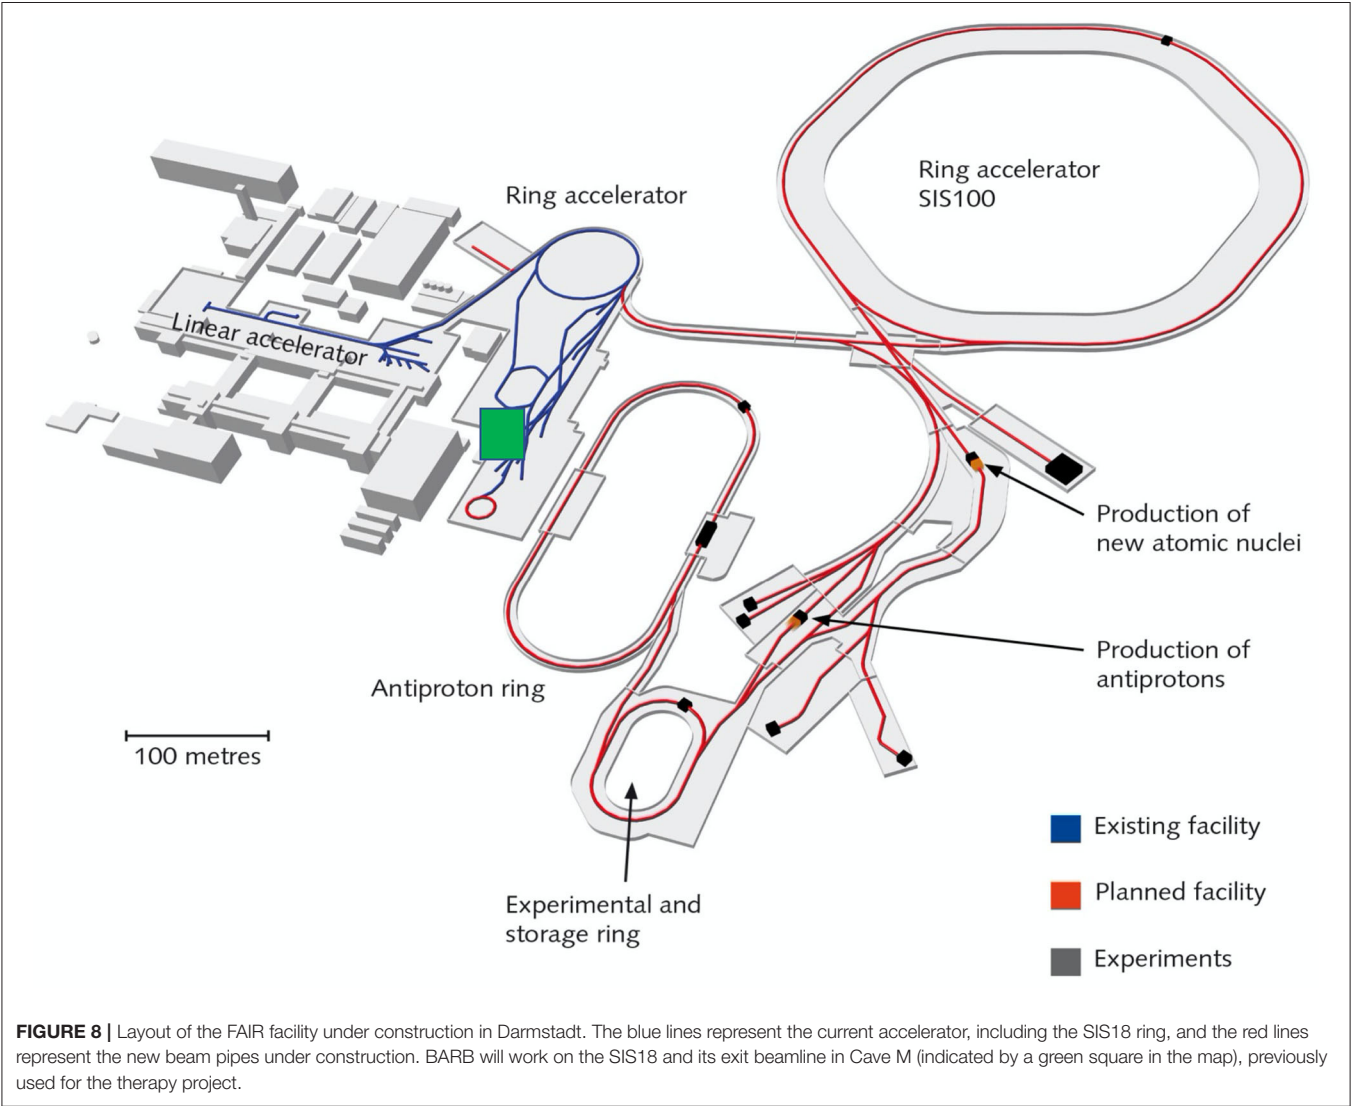 Ring accelerator
SIS100
Ring accelerator
Linear accelerator
Production of
new atomic nuclei
Production of
antiprotons
Antiproton ring
100 metres
Experimental and
storage ring
Existing facility
Planned facility
Experiments
FIGURE 8 | Layout of the FAIR facility under construction in Darmstadt. The blue lines represent the current accelerator, including the SIS18 ring, and the red lines
represent the new beam pipes under construction. BARB will work on the SIS18 and its exit beamline in Cave M (indicated by a green square in the map), previously
used for the therapy project.